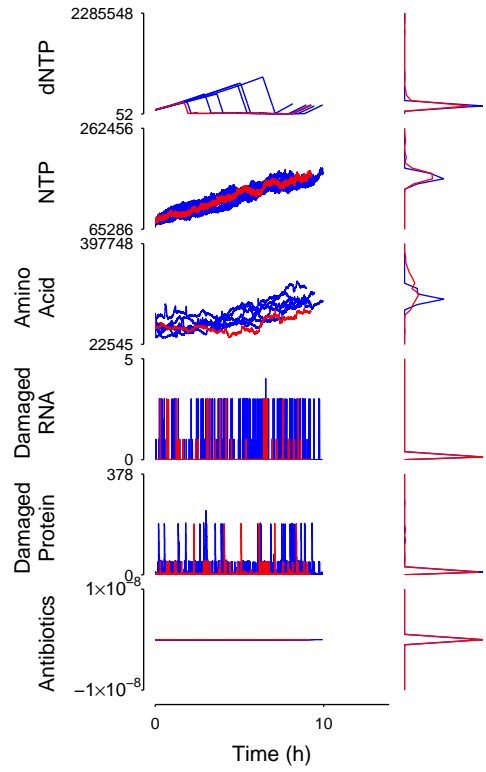 2285548
dNTP
52
262456
NTP
65286
397748
Amino
Acid
22545
5
Damaged
RNA
0
378
Damaged
Protein
0
1×10⁻⁸
Antibiotics
−1×10⁻⁸
0 10
Time (h)